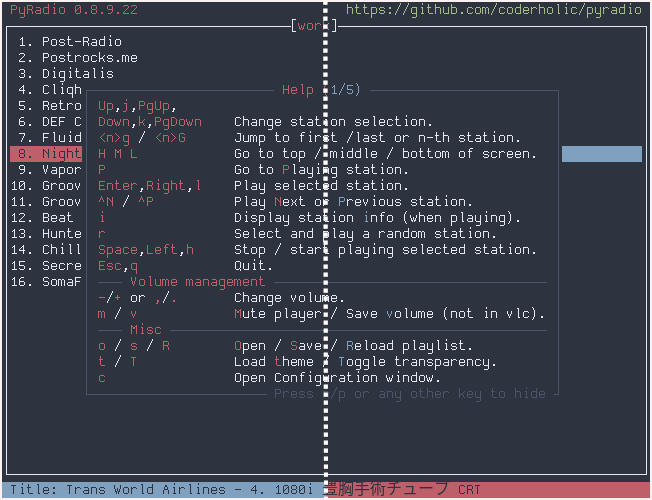 PyRadio 0.8.9.22 https://github.com/coderholic/pyradio
[work]
1. Post-Radio
2. Postrocks.me
3. Digitalis
4. Cliqh Help (1/5)
5. Retro Up,j,PgUp,
6. DEF C Down,k,PgDown Change station selection.
7. Fluid <n>g / <n>G Jump to first /last or n-th station.
8. Night H M L Go to top / middle / bottom of screen.
9. Vapor P Go to Playing station.
10. Groov Enter,Right,l Play selected station.
11. Groov ^N / ^P Play Next or Previous station.
12. Beat i Display station info (when playing).
13. Hunte r Select and play a random station.
14. Chill Space,Left,h Stop / start playing selected station.
15. Secre Esc,q Quit.
16. SomaF Volume management
-/+ or ,/. Change volume.
m / v Mute player / Save volume (not in vlc).
Misc
o / s / R Open / Save / Reload playlist.
t / T Load theme / Toggle transparency.
c Open Configuration window.
Press /p or any other key to hide
Title: Trans World Airlines - 4. 1080i 豊胸手術チューブ CRT